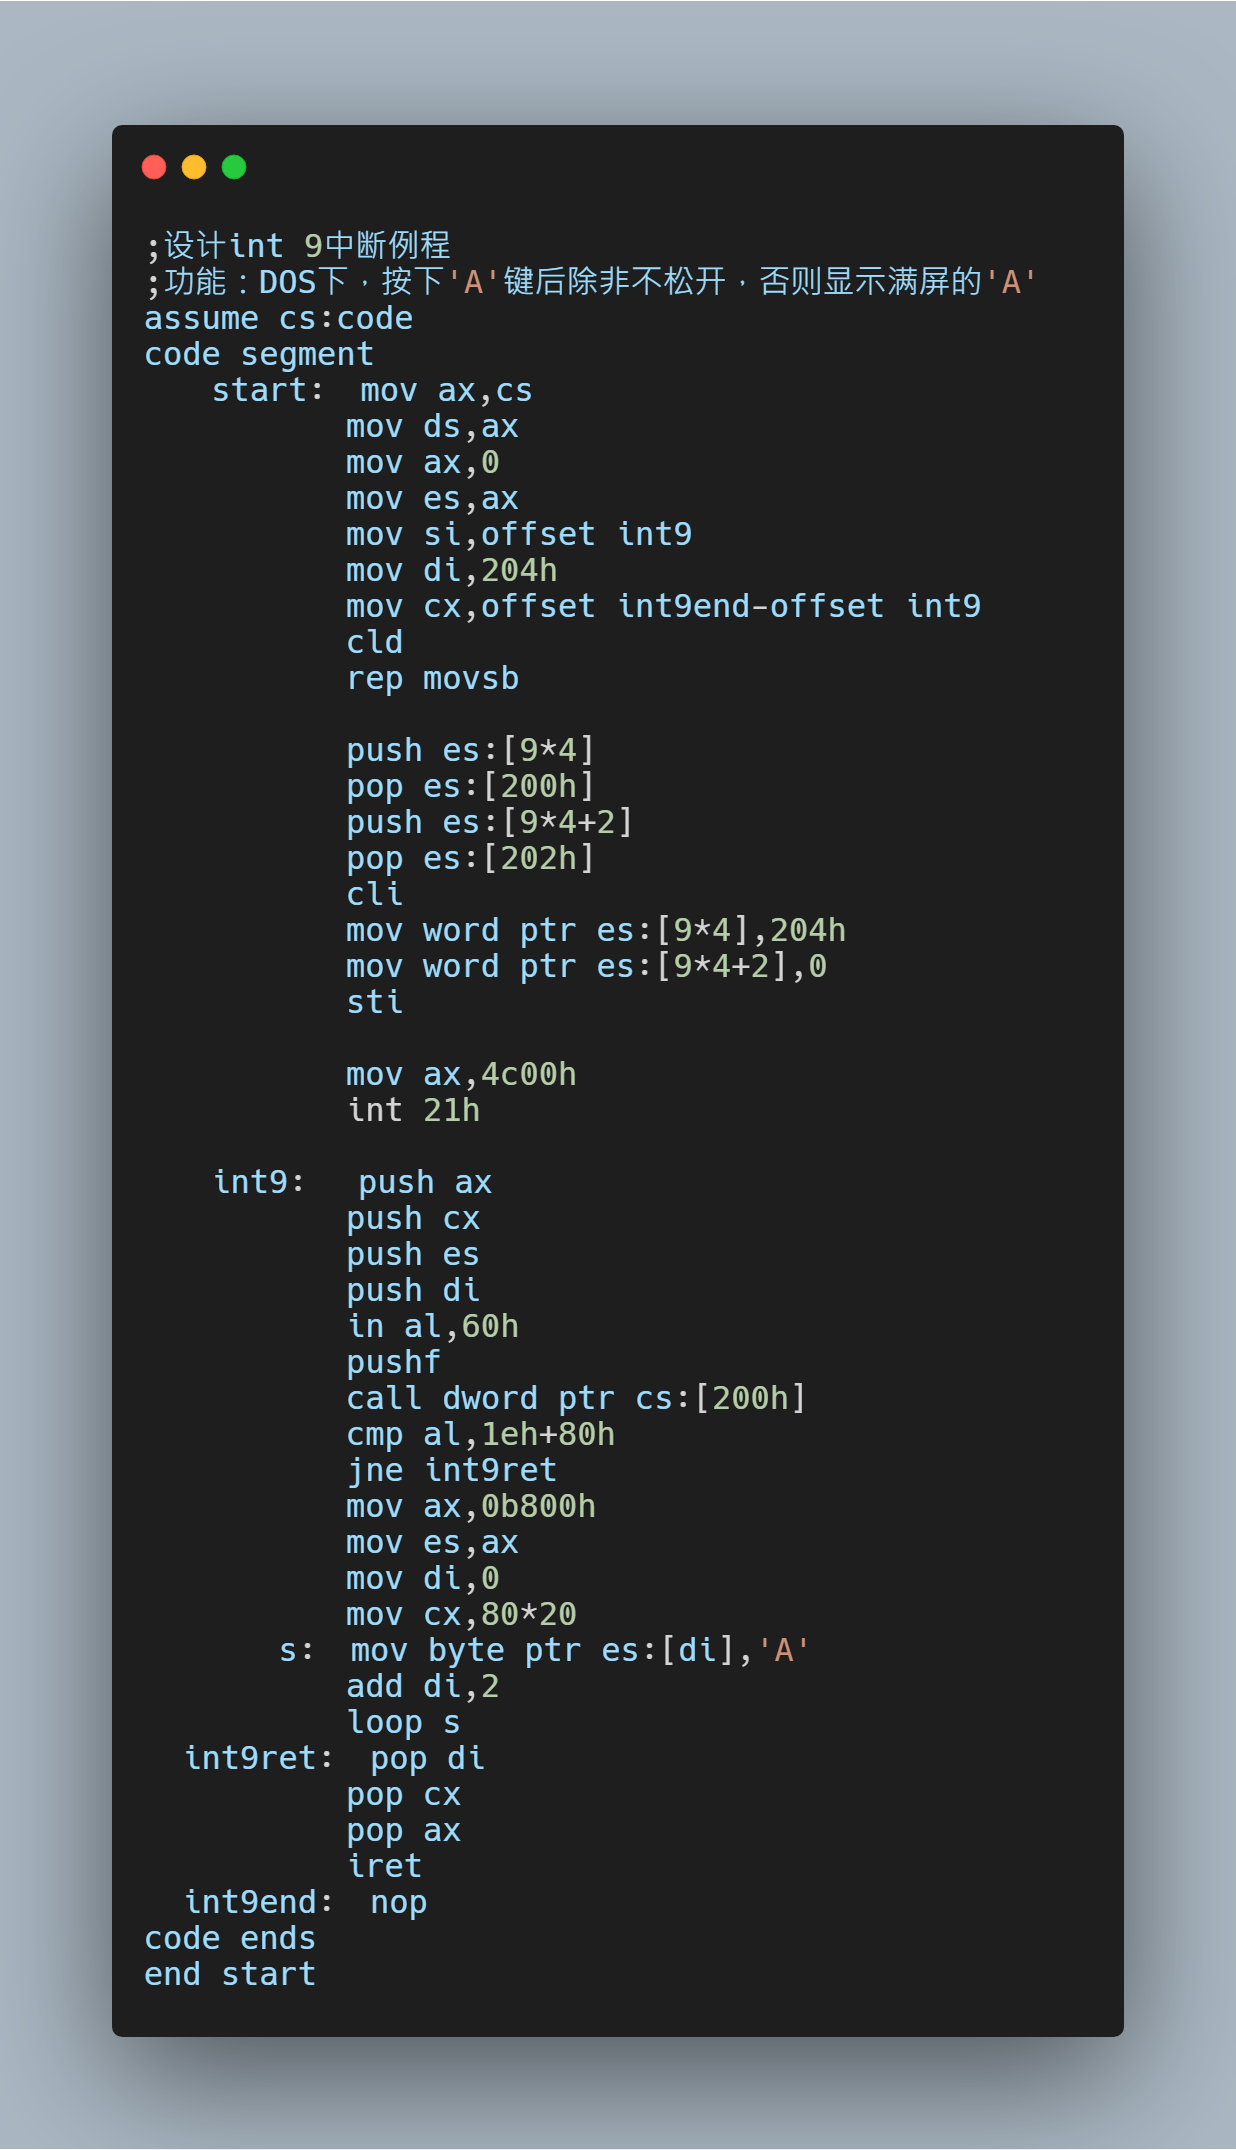 ;设计int 9中断例程
;功能：DOS下，按下'A'键后除非不松开，否则显示满屏的'A'
assume cs:code
code segment
start: mov ax,cs
mov ds,ax
mov ax,0
mov es,ax
mov si,offset int9
mov di,204h
mov cx,offset int9end-offset int9
cld
rep movsb
push es:[9*4]
pop es:[200h]
push es:[9*4+2]
pop es:[202h]
cli
mov word ptr es:[9*4],204h
mov word ptr es:[9*4+2],0
sti
mov ax,4c00h
int 21h
int9: push ax
push cx
push es
push di
in al,60h
pushf
call dword ptr cs:[200h]
cmp al,1eh+80h
jne int9ret
mov ax,0b800h
mov es,ax
mov di,0
mov cx,80*20
s: mov byte ptr es:[di],'A'
add di,2
loop s
int9ret: pop di
pop cx
pop ax
iret
int9end: nop
code ends
end start